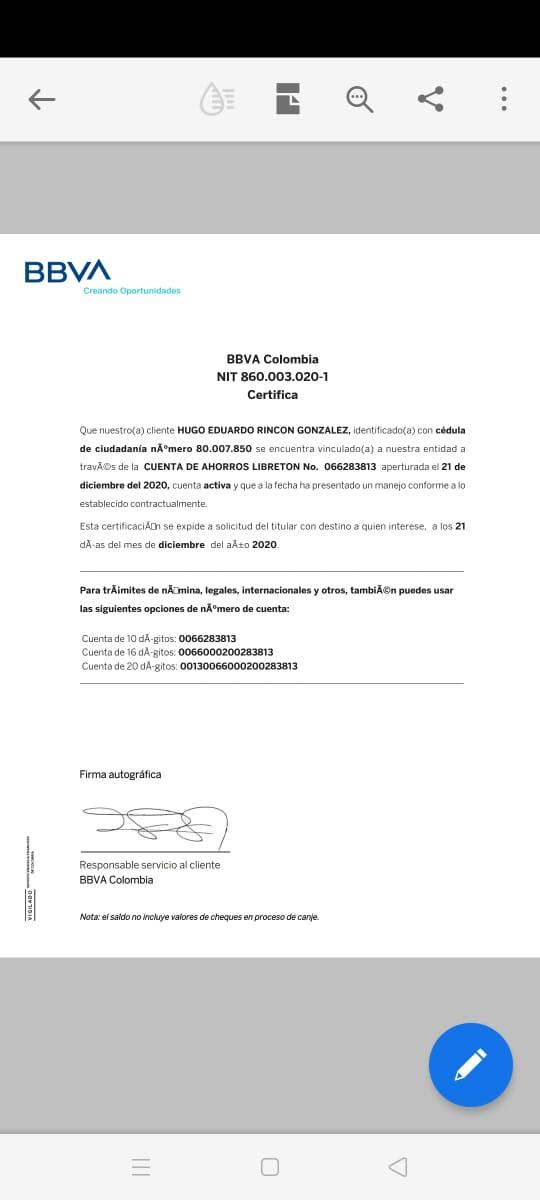 BBVA
Creando Oportunidades
BBVA Colombia
NIT 860.003.020-1
Certifica
Que nuestro(a) cliente HUGO EDUARDO RINCON GONZALEZ, identificado(a) con cédula
de ciudadanía nÃºmero 80.007.850 se encuentra vinculado(a) a nuestra entidad a
travÃ©s de la CUENTA DE AHORROS LIBRETON No. 066283813 aperturada el 21 de
diciembre del 2020, cuenta activa y que a la fecha ha presentado un manejo conforme a lo
establecido contractualmente.
Esta certificaciÃ□n se expide a solicitud del titular con destino a quien interese, a los 21
dÃ-as del mes de diciembre del aÃ±o 2020.
Para trÃimites de nÃ□mina, legales, internacionales y otros, tambiÃ©n puedes usar
las siguientes opciones de nÃºmero de cuenta:
Cuenta de 10 dÃ-gitos: 0066283813
Cuenta de 16 dÃ-gitos: 0066000200283813
Cuenta de 20 dÃ-gitos: 00130066000200283813
Firma autográfica
Responsable servicio al cliente
BBVA Colombia
VIGILADO
Nota: el saldo no incluye valores de cheques en proceso de canje.